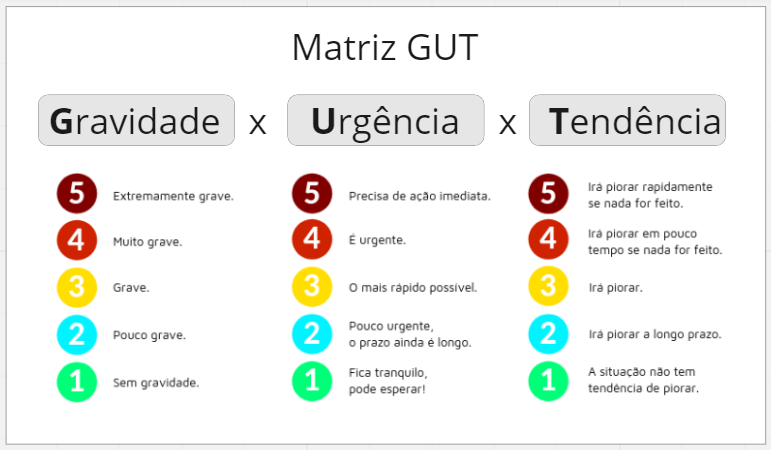 Matriz GUT
Gravidade x Urgência x Tendência
5 Extremamente grave.
4 Muito grave.
3 Grave.
2 Pouco grave.
1 Sem gravidade.
5 Precisa de ação imediata.
4 É urgente.
3 O mais rápido possível.
2 Pouco urgente,
o prazo ainda é longo.
1 Fica tranquilo,
pode esperar!
5 Irá piorar rapidamente
se nada for feito.
4 Irá piorar em pouco
tempo se nada for feito.
3 Irá piorar.
2 Irá piorar a longo prazo.
1 A situação não tem
tendência de piorar.